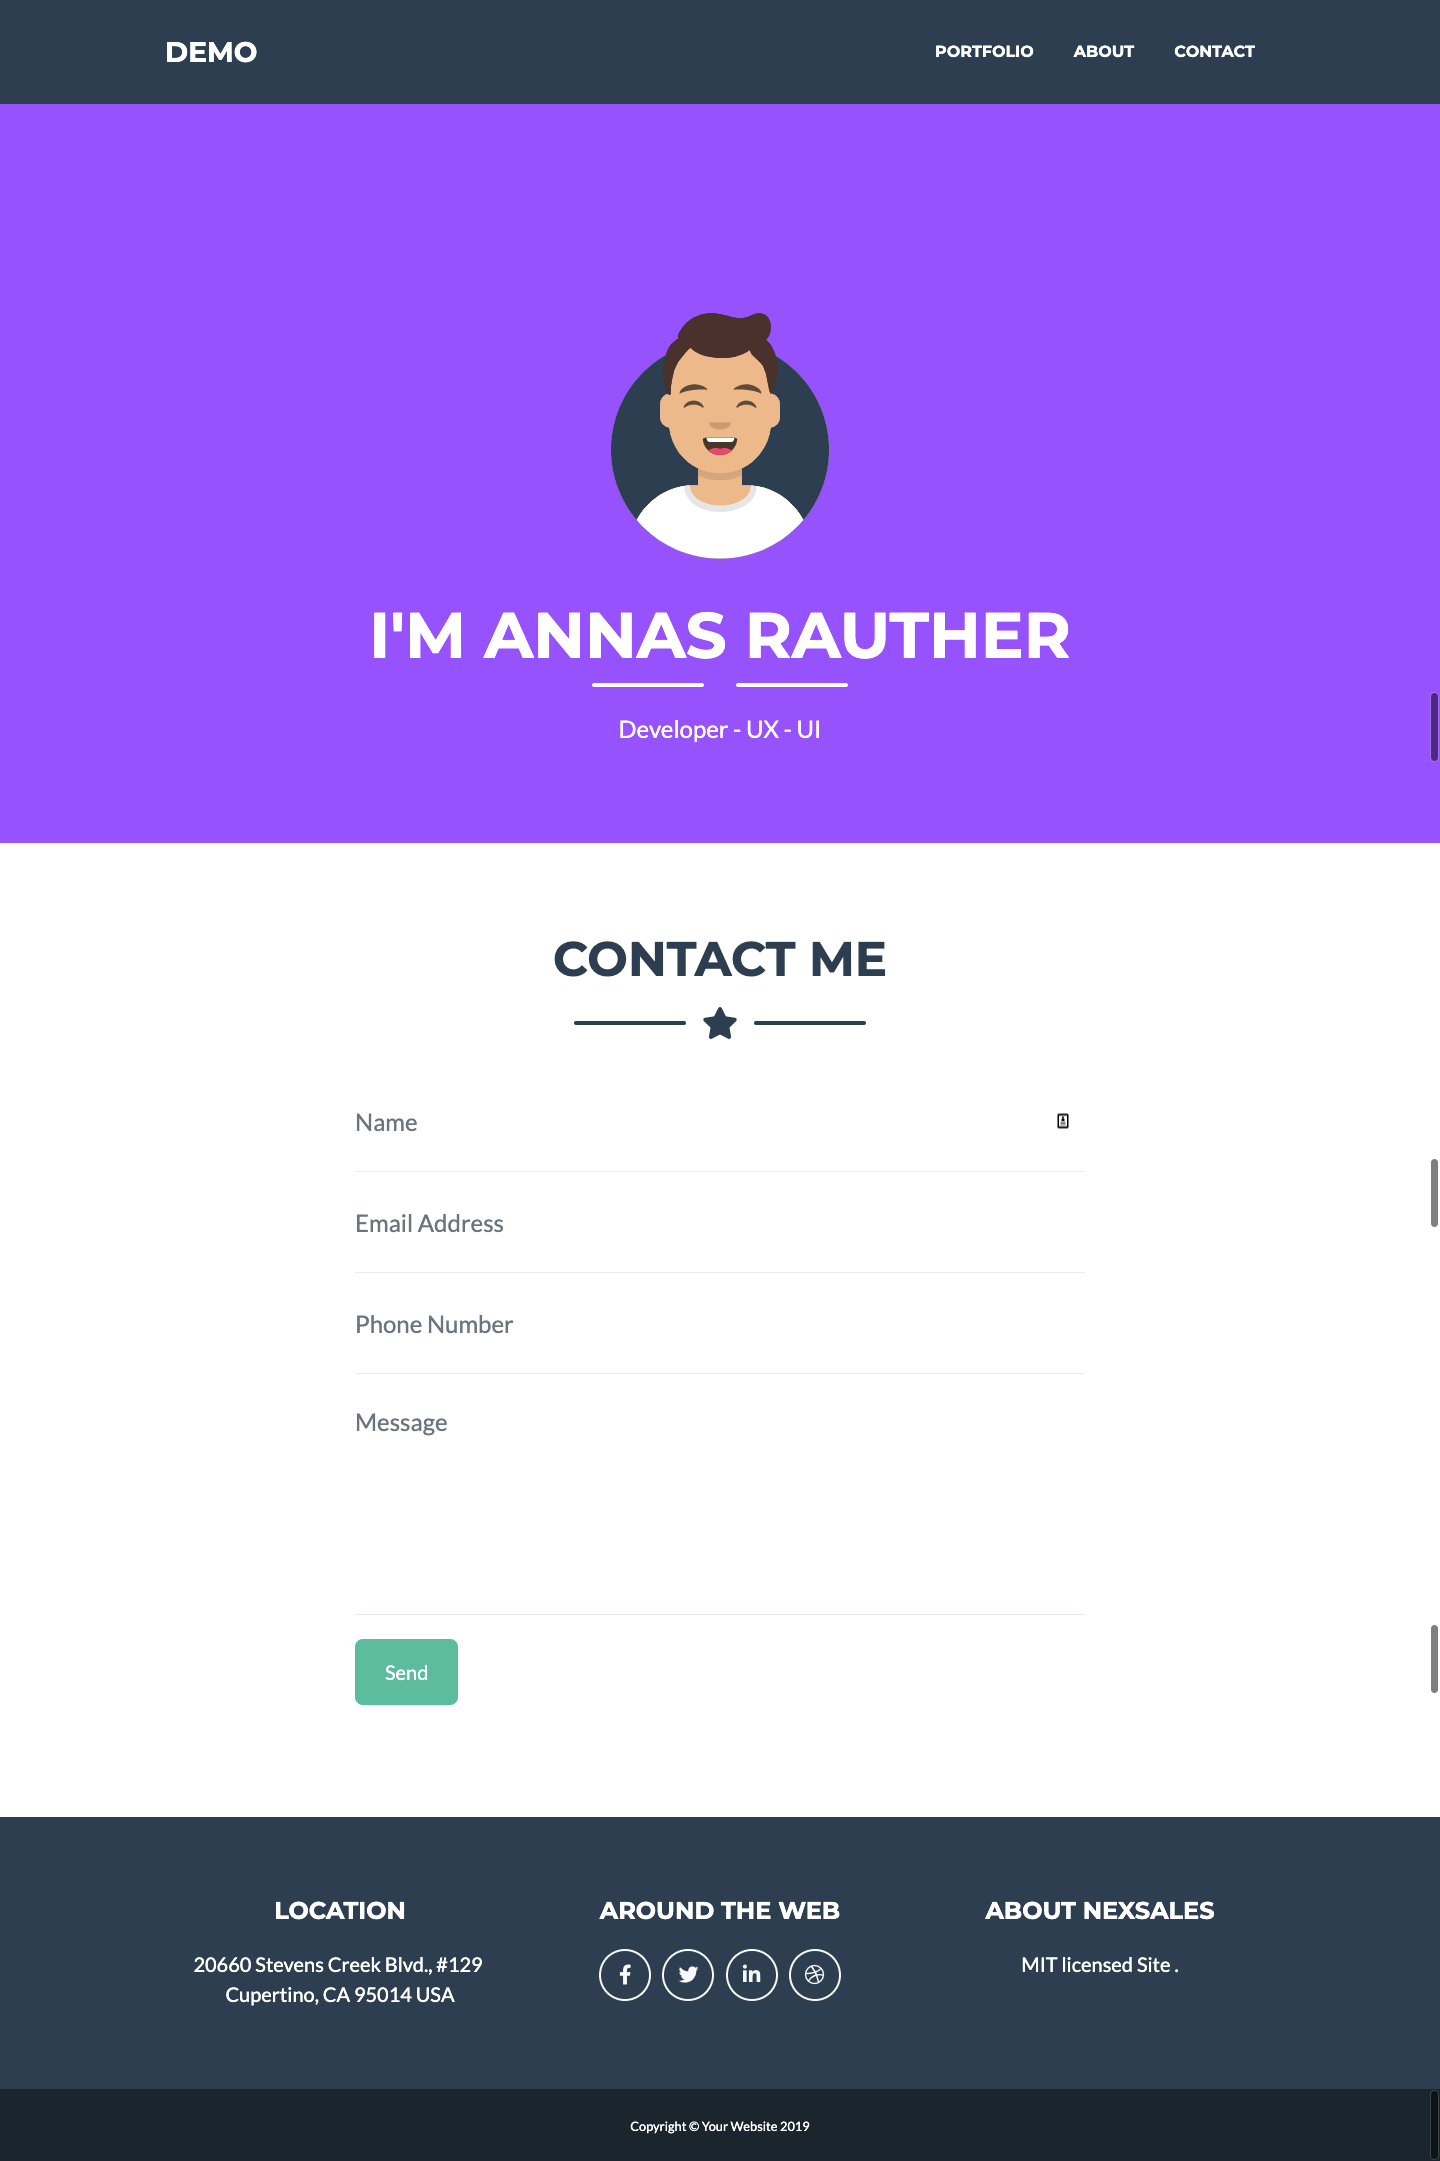 DEMO
PORTFOLIO ABOUT CONTACT
I'M ANNAS RAUTHER
Developer - UX - UI
CONTACT ME
Name
Email Address
Phone Number
Message
Send
LOCATION
20660 Stevens Creek Blvd., #129
Cupertino, CA 95014 USA
AROUND THE WEB
ABOUT NEXSALES
MIT licensed Site .
Copyright © Your Website 2019